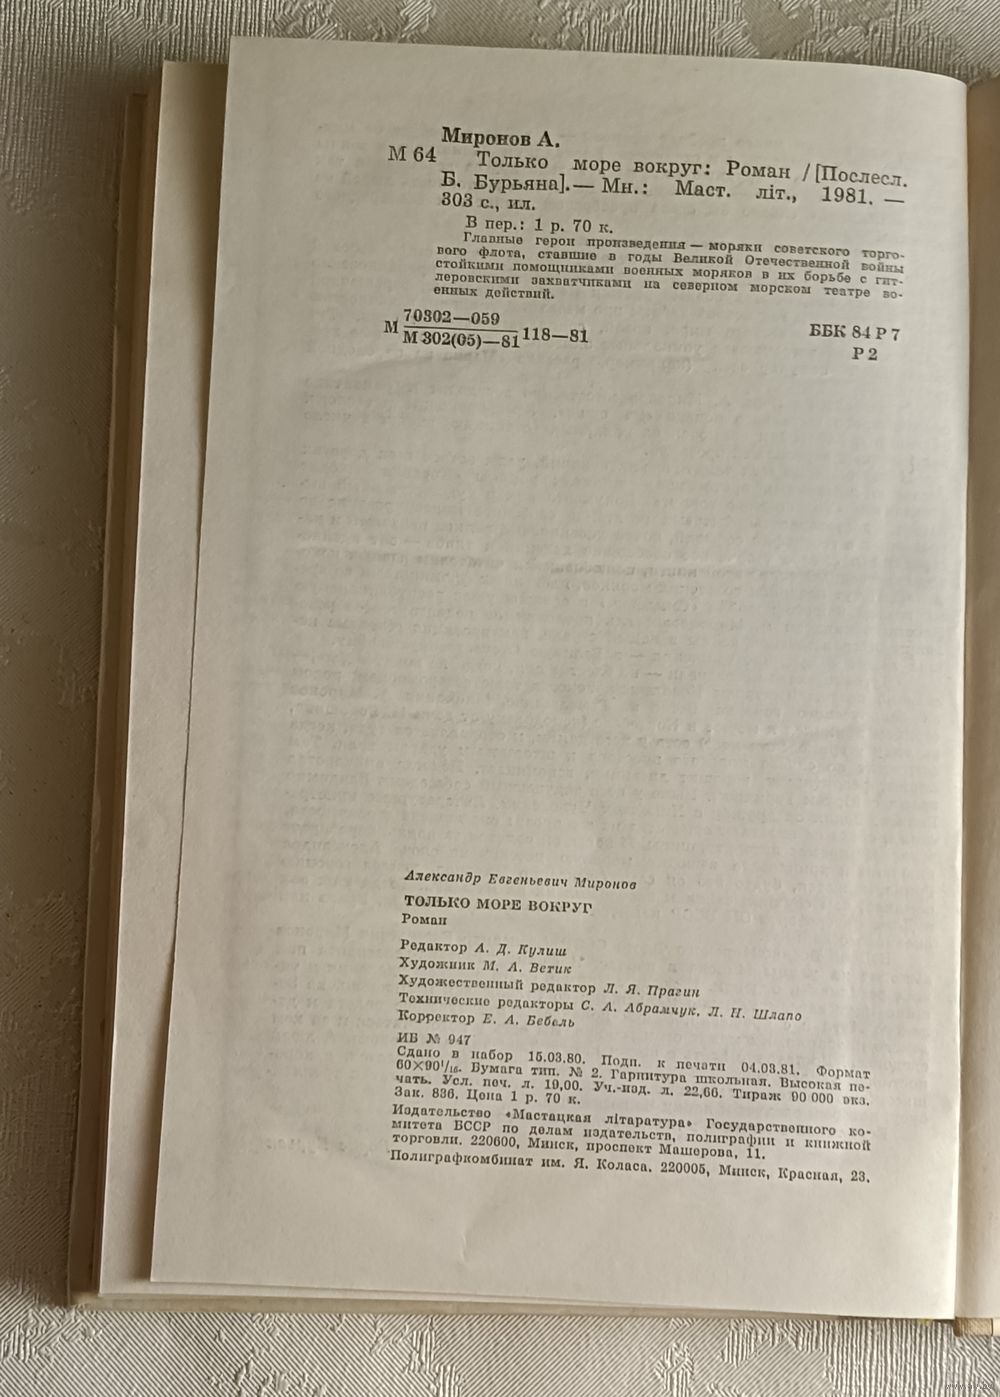 Миронов А.
М 64 Только море вокруг: Роман / [Послесл.
Б. Бурьяна].— Мн.: Маст. літ., 1981. —
303 с., ил.
В пер.: 1 р. 70 к.
Главные герои произведения — моряки советского торго-
вого флота, ставшие в годы Великой Отечественной войны
стойкими помощниками военных моряков в их борьбе с гит-
леровскими захватчиками на северном морском театре во-
енных действий.
М 70302—059 118—81
М 302(05)—81
ББК 84 Р 7
Р 2
Александр Евгеньевич Миронов
ТОЛЬКО МОРЕ ВОКРУГ
Роман
Редактор А. Д. Кулиш
Художник М. А. Ветик
Художественный редактор Л. Я. Прагин
Технические редакторы С. А. Абрамчук, Л. Н. Шлапо
Корректор Е. А. Бебель
ИБ № 947
Сдано в набор 15.03.80. Подп. к печати 04.03.81. Формат
60×90¹/₁₆. Бумага тип. № 2. Гарнитура школьная. Высокая пе-
чать. Усл. печ. л. 19,00. Уч.-изд. л. 22,66. Тираж 90 000 экз.
Зак. 836. Цена 1 р. 70 к.
Издательство «Мастацкая літаратура» Государственного ко-
митета БССР по делам издательств, полиграфии и книжной
торговли. 220600, Минск, проспект Машерова, 11.
Полиграфкомбинат им. Я. Коласа. 220005, Минск, Красная, 23.